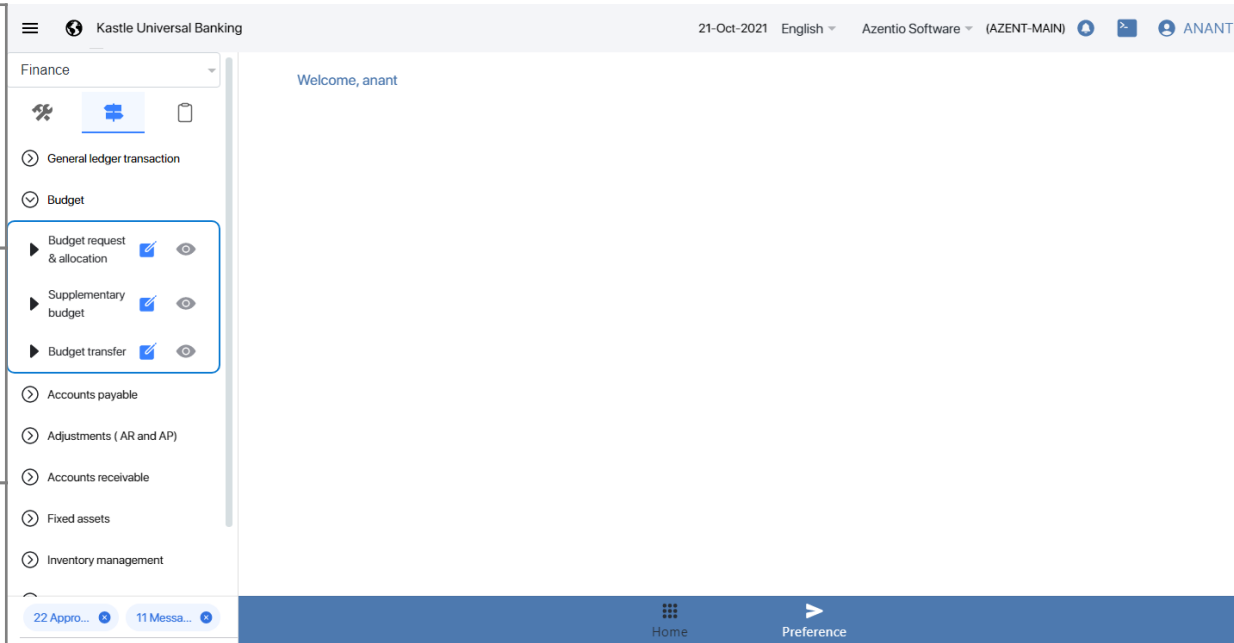 Kastle Universal Banking
21-Oct-2021 English Azentio Software (AZENT-MAIN) ANANT
Finance
Welcome, anant
General ledger transaction
Budget
Budget request
& allocation
Supplementary
budget
Budget transfer
Accounts payable
Adjustments ( AR and AP)
Accounts receivable
Fixed assets
Inventory management
22 Appro... 11 Messa...
Home
Preference